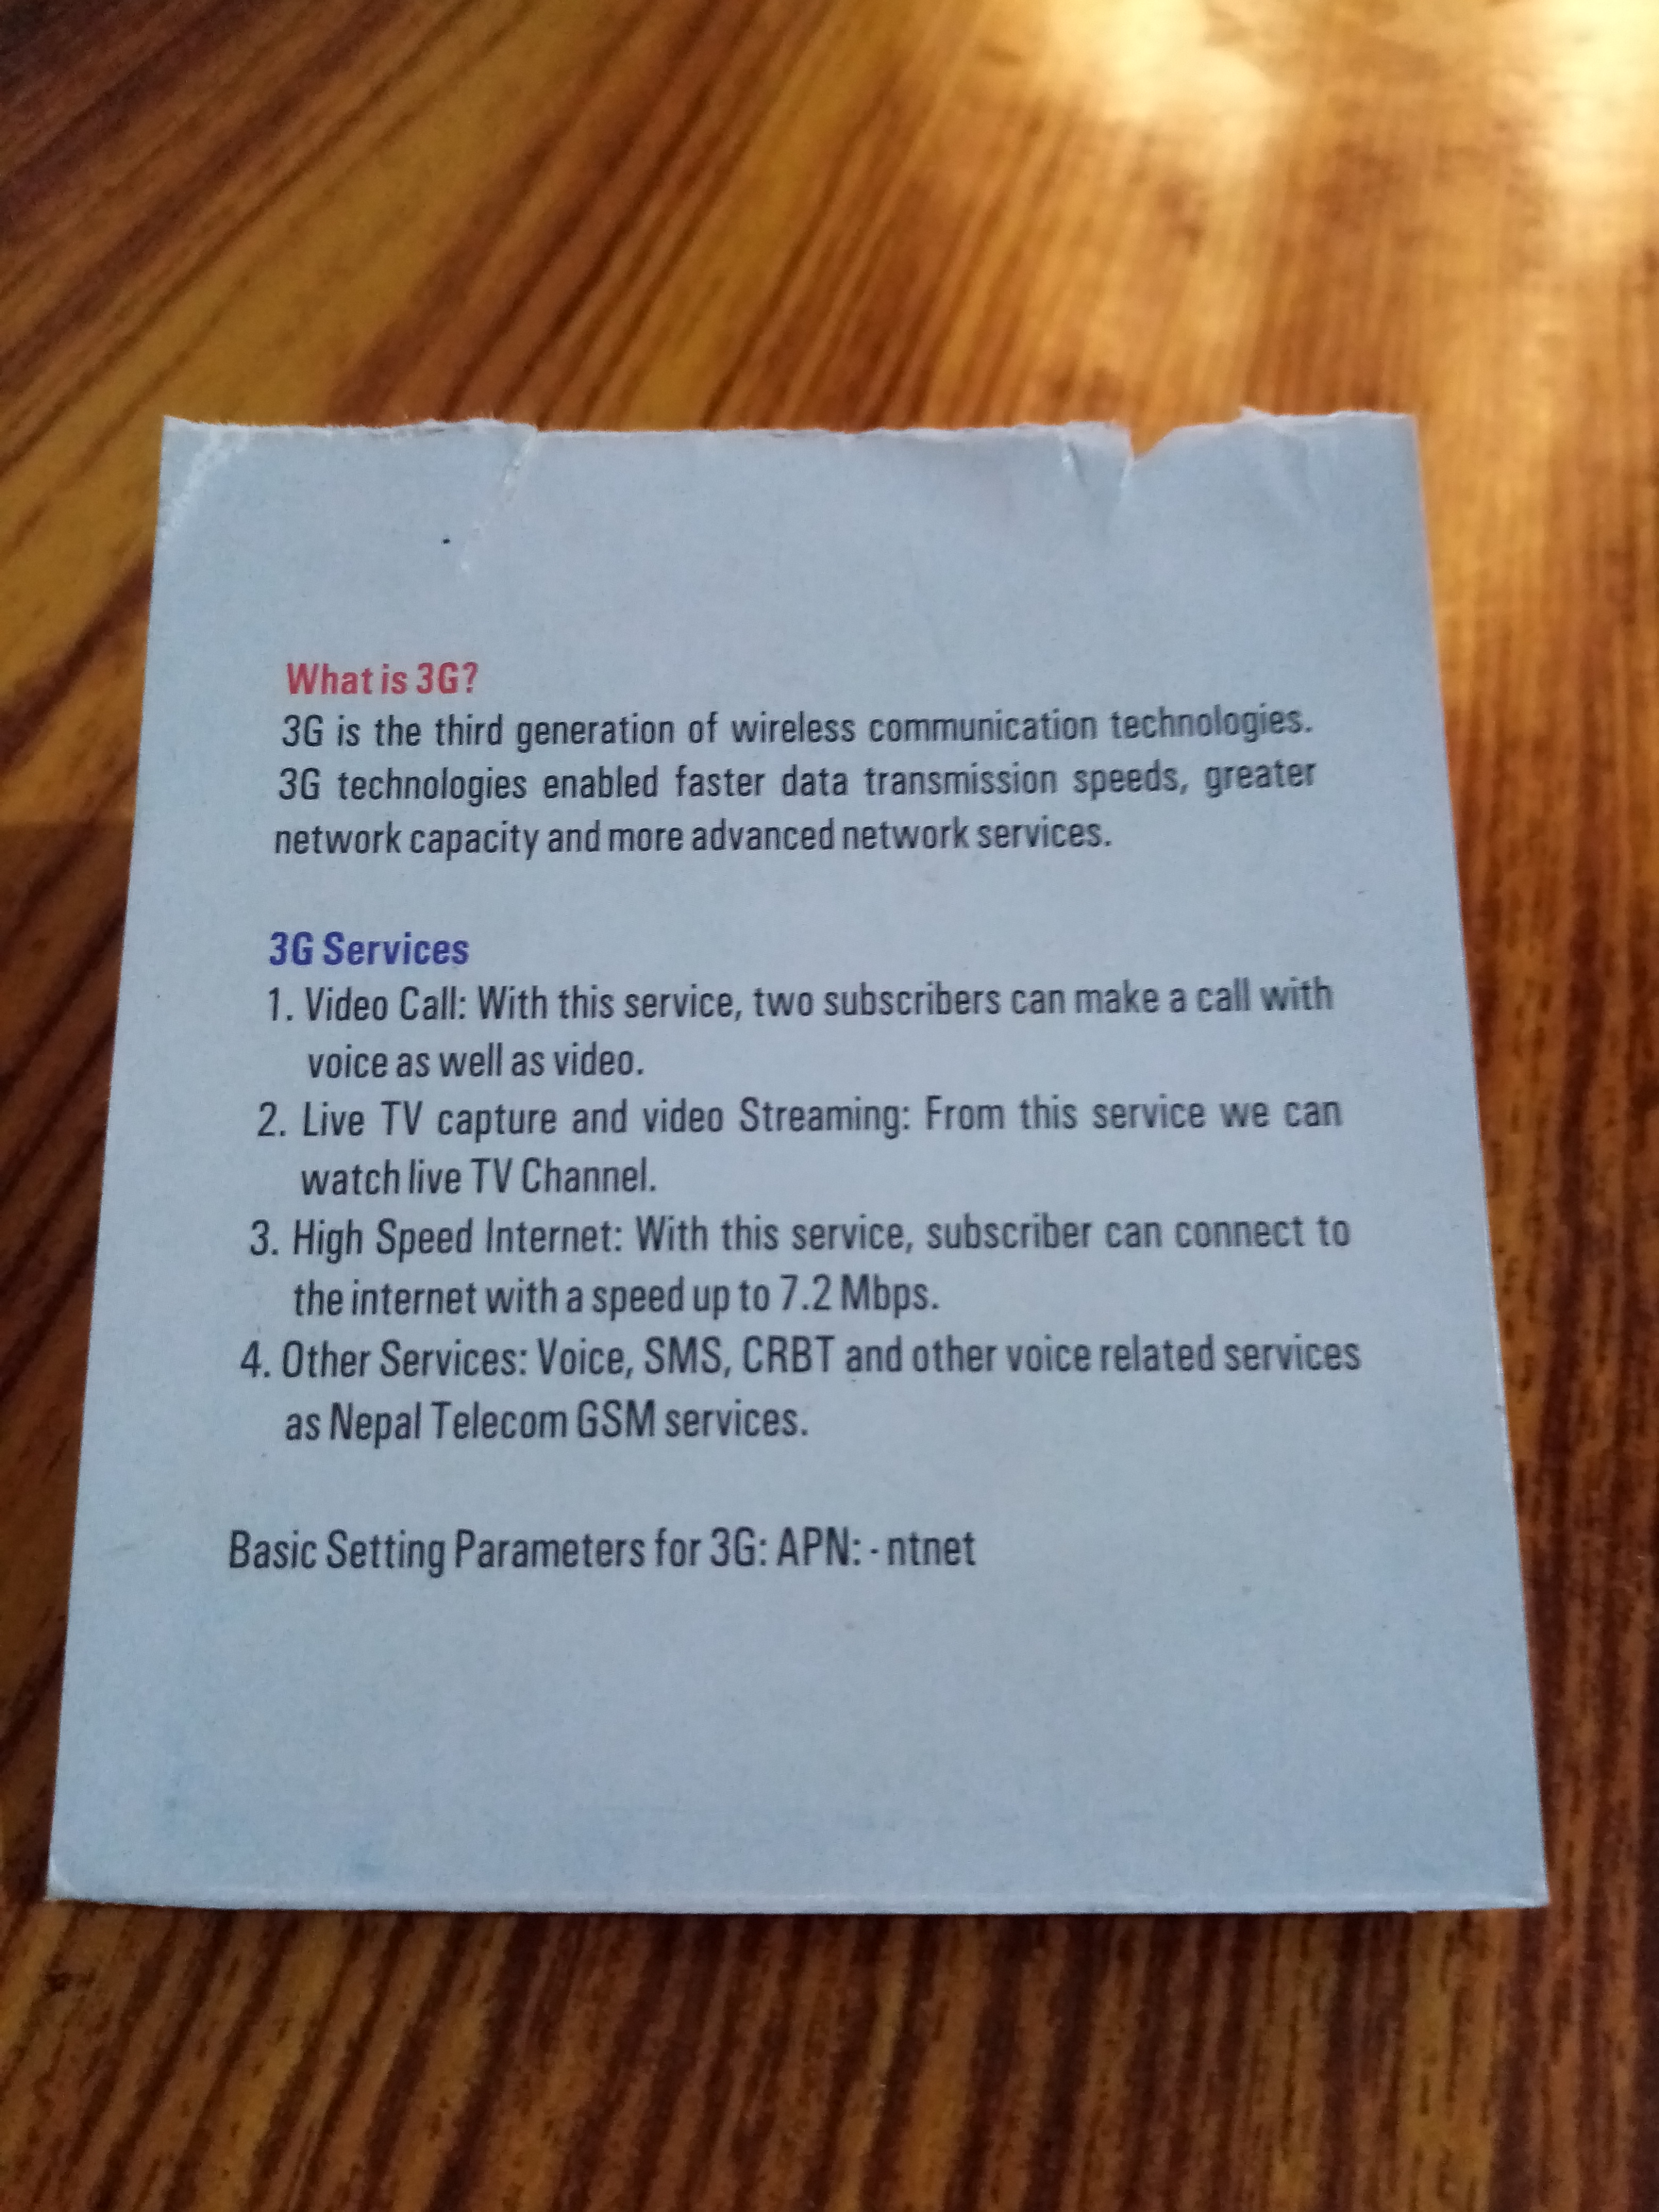 What is 3G?
3G is the third generation of wireless communication technologies.
3G technologies enabled faster data transmission speeds, greater
network capacity and more advanced network services.
3G Services
1. Video Call: With this service, two subscribers can make a call with
voice as well as video.
2. Live TV capture and video Streaming: From this service we can
watch live TV Channel.
3. High Speed Internet: With this service, subscriber can connect to
the internet with a speed up to 7.2 Mbps.
4. Other Services: Voice, SMS, CRBT and other voice related services
as Nepal Telecom GSM services.
Basic Setting Parameters for 3G: APN: - ntnet